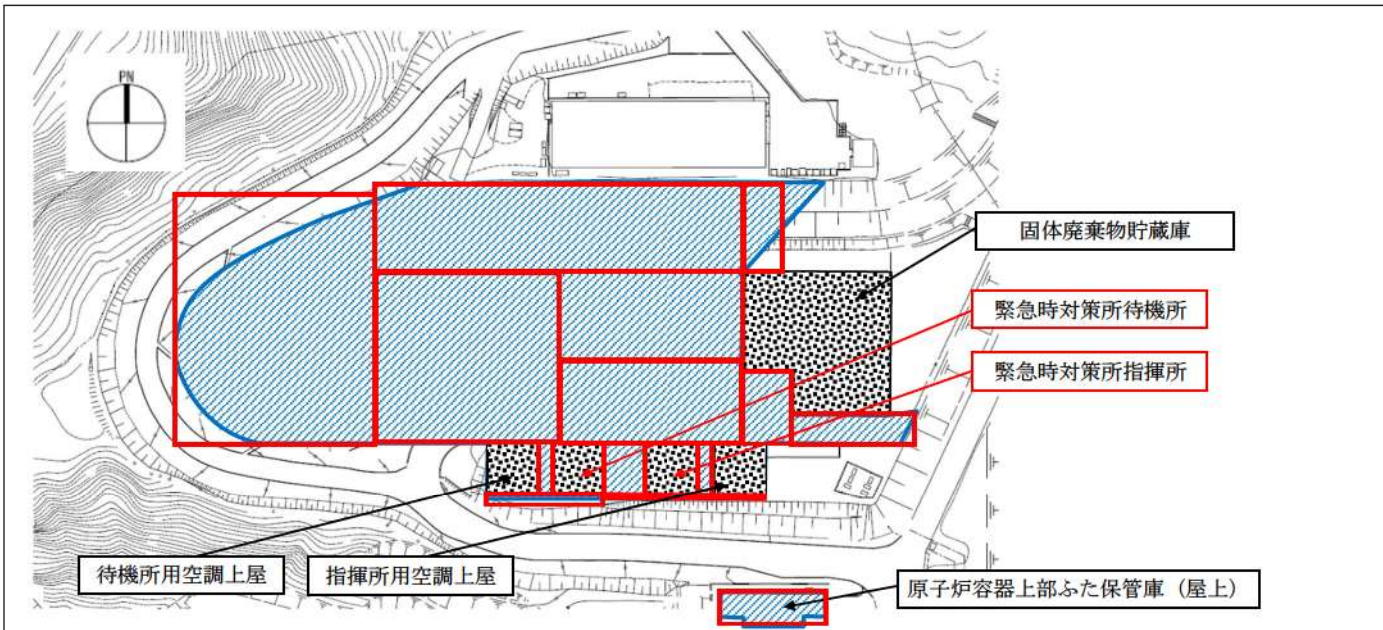 PN
固体廃棄物貯蔵庫
緊急時対策所待機所
緊急時対策所指揮所
待機所用空調上屋
指揮所用空調上屋
原子炉容器上部ふた保管庫（屋上）